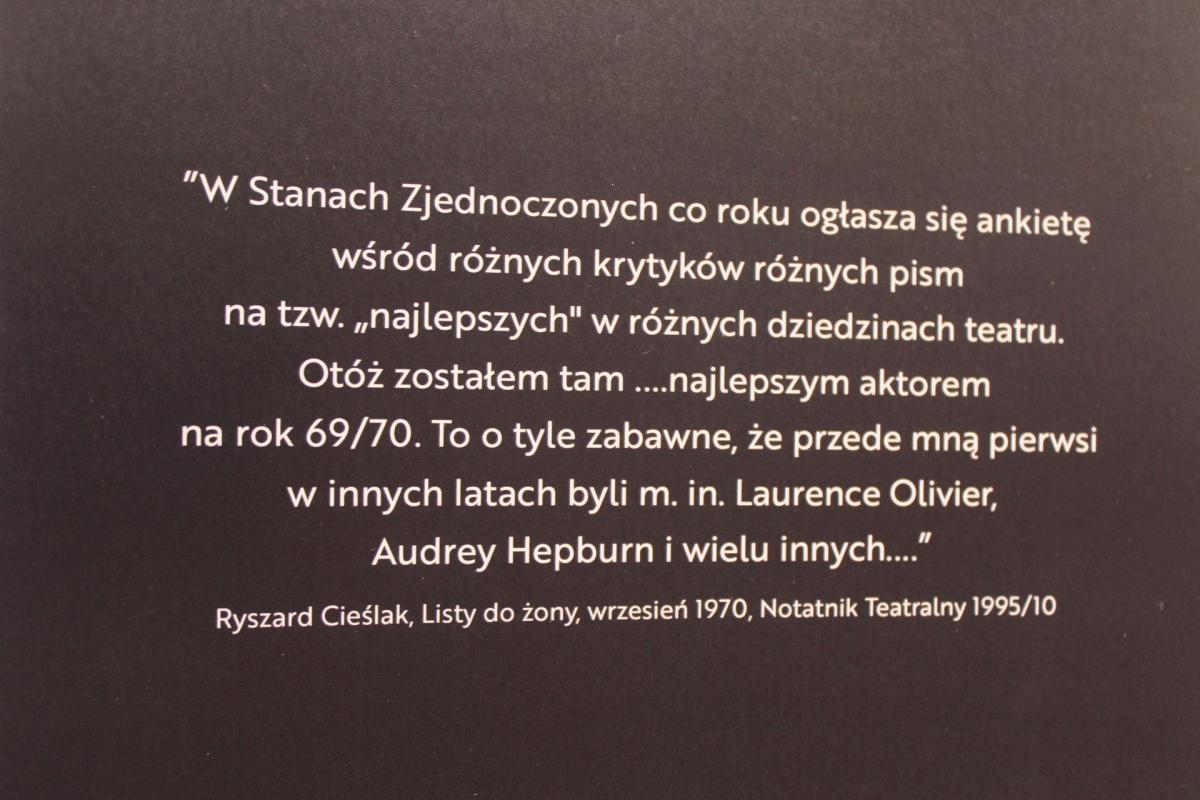 "W Stanach Zjednoczonych co roku ogłasza się ankietę
wśród różnych krytyków różnych pism
na tzw. „najlepszych" w różnych dziedzinach teatru.
Otóż zostałem tam ....najlepszym aktorem
na rok 69/70. To o tyle zabawne, że przede mną pierwsi
w innych latach byli m. in. Laurence Olivier,
Audrey Hepburn i wielu innych...."
Ryszard Cieślak, Listy do żony, wrzesień 1970, Notatnik Teatralny 1995/10